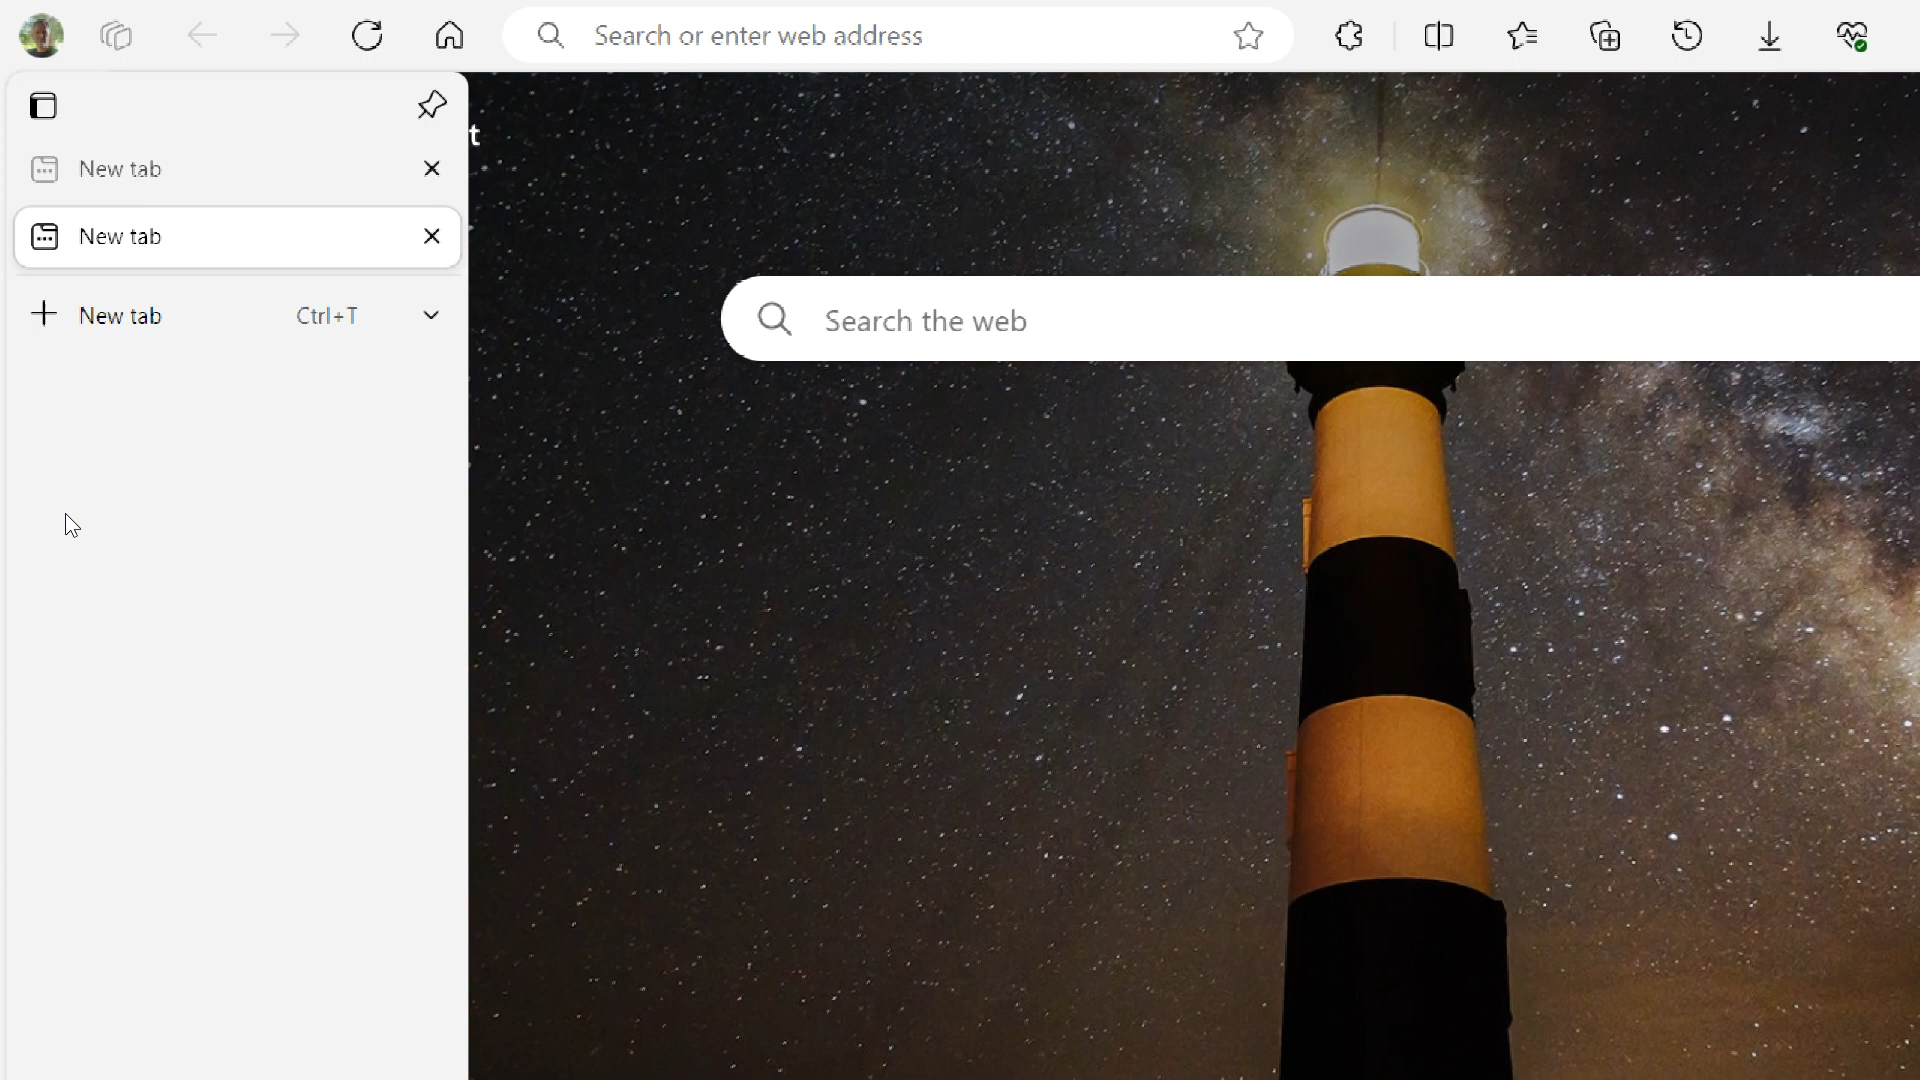 Search or enter web address
t
New tab
New tab
New tab Ctrl+T
Search the web